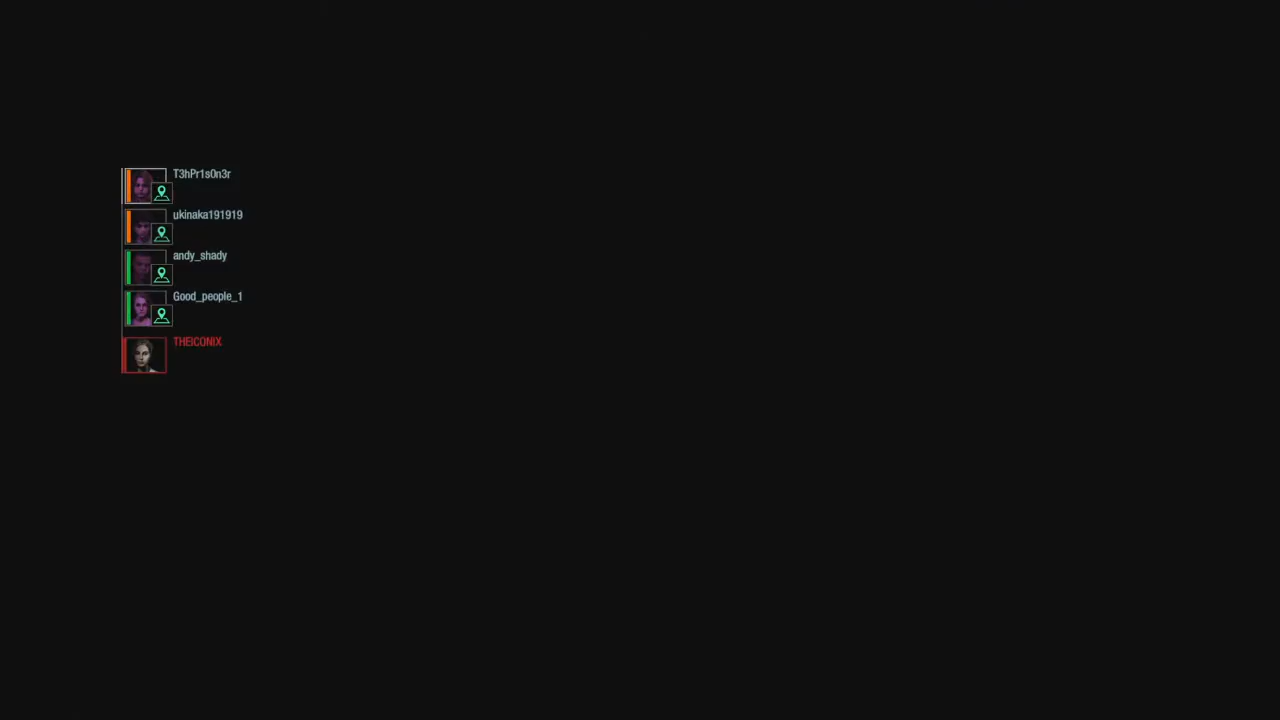 T3hPr1s0n3r
ukinaka191919
andy_shady
Good_people_1
THEICONIX